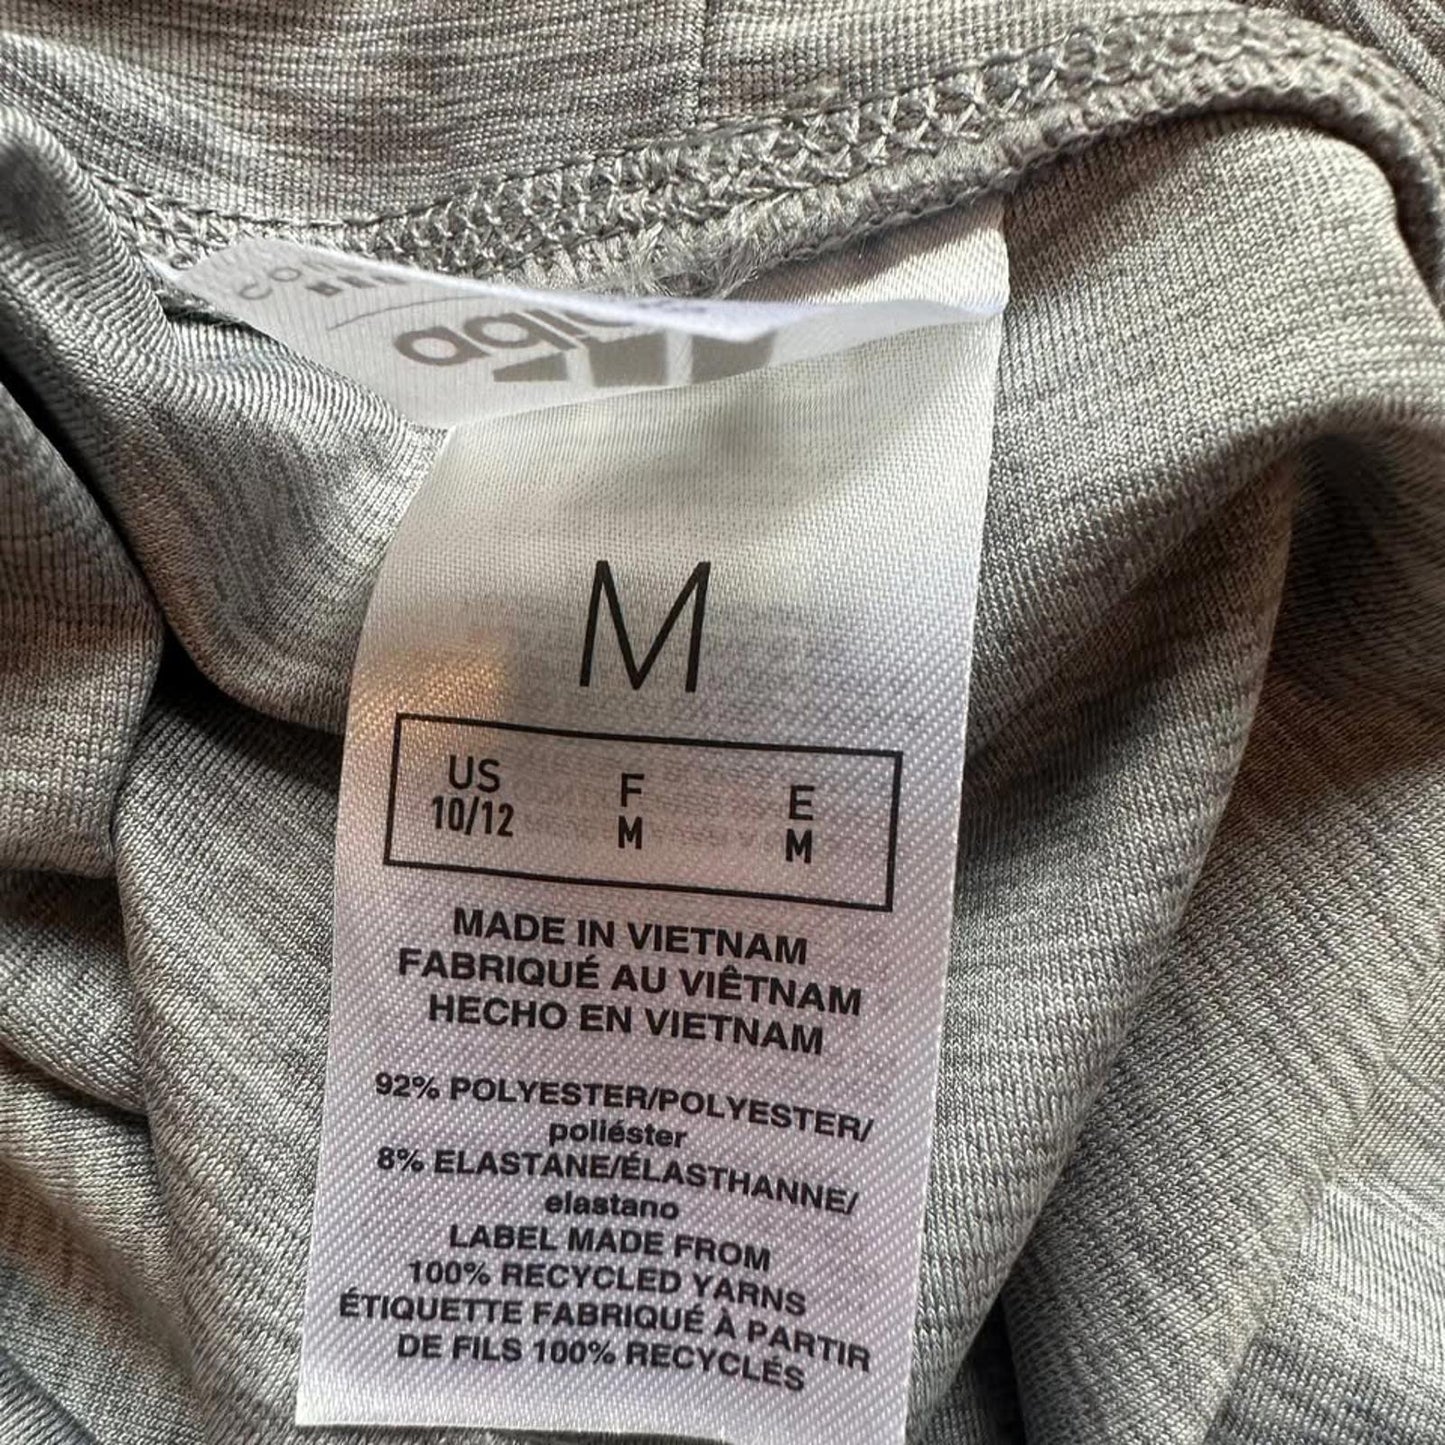 adidas
M
US F E
10/12 M M
MADE IN VIETNAM
FABRIQUÉ AU VIÊTNAM
HECHO EN VIETNAM
92% POLYESTER/POLYESTER/
poliéster
8% ELASTANE/ÉLASTHANNE/
elastano
LABEL MADE FROM
100% RECYCLED YARNS
ÉTIQUETTE FABRIQUÉ À PARTIR
DE FILS 100% RECYCLÉS